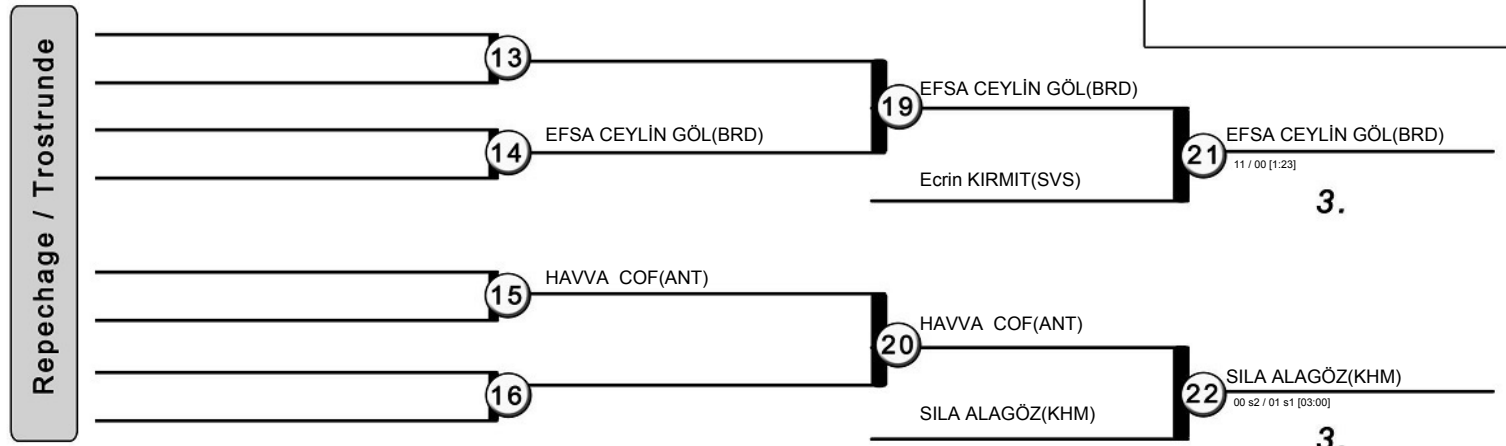 Repechage / Trostrunde
13
14
EFSA CEYLİN GÖL(BRD)
19
EFSA CEYLİN GÖL(BRD)
Ecrin KIRMIT(SVS)
21
EFSA CEYLİN GÖL(BRD)
11 / 00 [1:23]
3.
15
HAVVA  COF(ANT)
16
20
HAVVA  COF(ANT)
SILA ALAGÖZ(KHM)
22
SILA ALAGÖZ(KHM)
00 s2 / 01 s1 [03:00]
3.